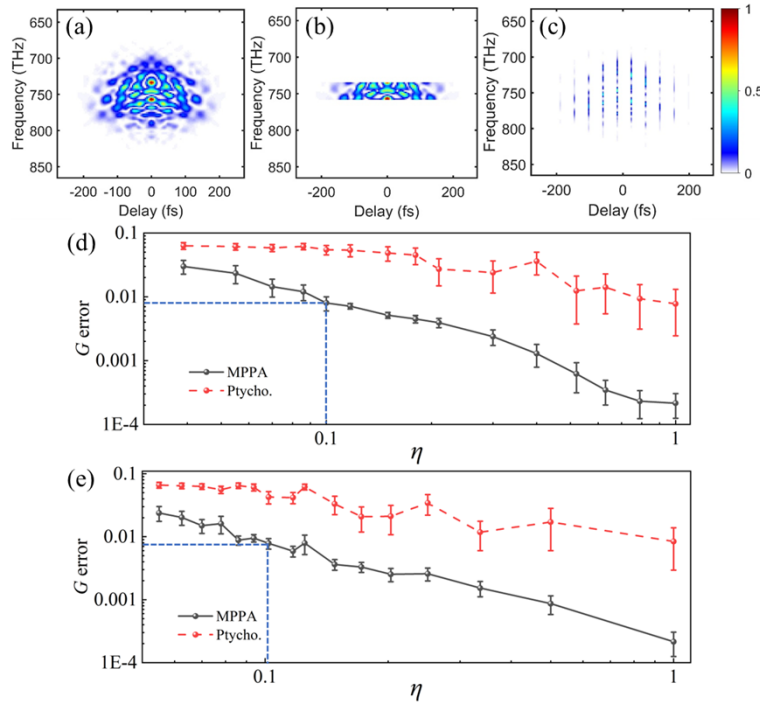 (a)
(b)
(c)
Frequency (THz)
650
700
750
800
850
-200 -100 0 100 200
Delay (fs)
Frequency (THz)
650
700
750
800
850
-200 0 200
Delay (fs)
Frequency (THz)
650
700
750
800
850
-200 0 200
Delay (fs)
1
0.5
0
(d)
G error
0.1
0.01
0.001
1E-4
MPPA
Ptycho.
0.1 1
η
(e)
G error
0.1
0.01
0.001
1E-4
MPPA
Ptycho.
0.1 1
η